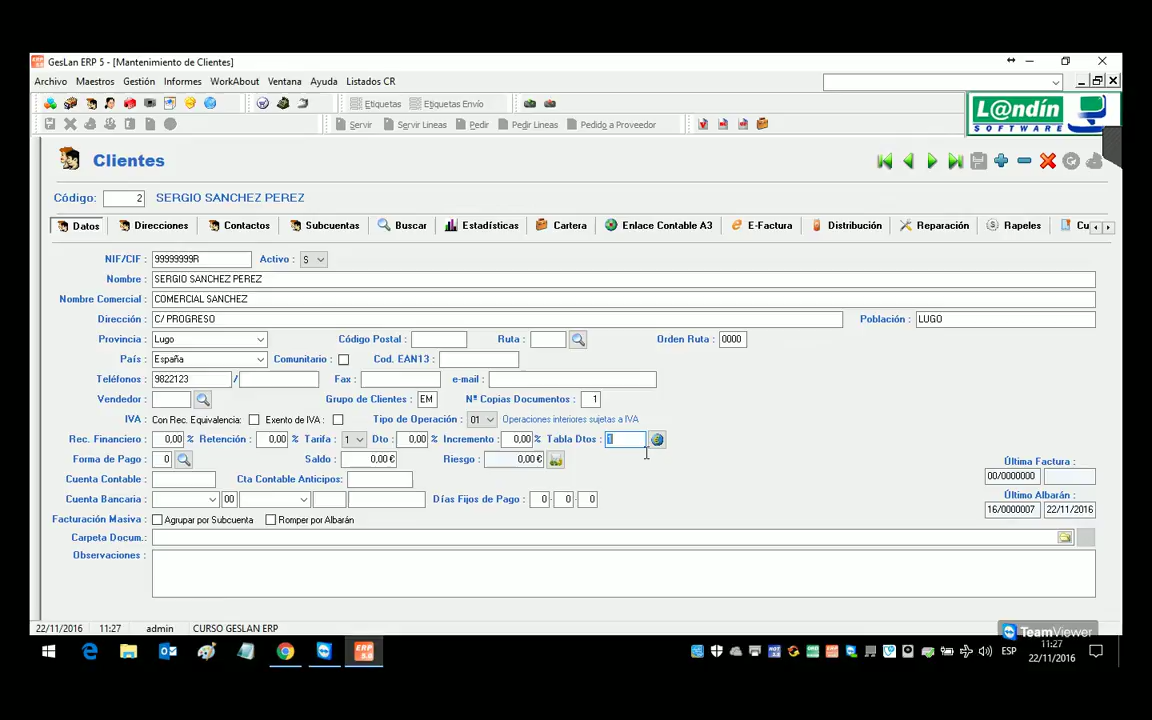 GesLan ERP 5 - [Mantenimiento de Clientes]
Archivo Maestros Gestión Informes WorkAbout Ventana Ayuda Listados CR
Etiquetas Etiquetas Envío
Servir Servir Lineas Pedir Pedir Lineas Pedido a Proveedor
L@ndín
SOFTWARE
Clientes
Código: 2 SERGIO SANCHEZ PEREZ
Datos Direcciones Contactos Subcuentas Buscar Estadísticas Cartera Enlace Contable A3 E-Factura Distribución Reparación Rapeles Cu
NIF/CIF: 99999999R Activo : S
Nombre : SERGIO SANCHEZ PEREZ
Nombre Comercial : COMERCIAL SANCHEZ
Dirección : C/ PROGRESO Población : LUGO
Provincia : Lugo Código Postal : Ruta : Orden Ruta : 0000
País : España Comunitario : Cod. EAN13 :
Teléfonos : 9822123 / Fax : e-mail :
Vendedor : Grupo de Clientes : EM Nº Copias Documentos : 1
IVA : Con Rec. Equivalencia: Exento de IVA : Tipo de Operación : 01 Operaciones interiores sujetas a IVA
Rec. Financiero : 0,00 % Retención : 0,00 % Tarifa : 1 Dto : 0,00 % Incremento : 0,00 % Tabla Dtos : 1
Forma de Pago : 0 Saldo : 0,00 € Riesgo : 0,00 €
Última Factura :
00/0000000
Cuenta Contable : Cta Contable Anticipos:
Último Albarán :
16/0000007 22/11/2016
Cuenta Bancaria : 00 Días Fijos de Pago : 0 0 0
Facturación Masiva : Agrupar por Subcuenta Romper por Albarán
Carpeta Docum.:
Observaciones :
22/11/2016 11:27 admin CURSO GESLAN ERP
TeamViewer
ERP 5.0
ESP
11:27
22/11/2016